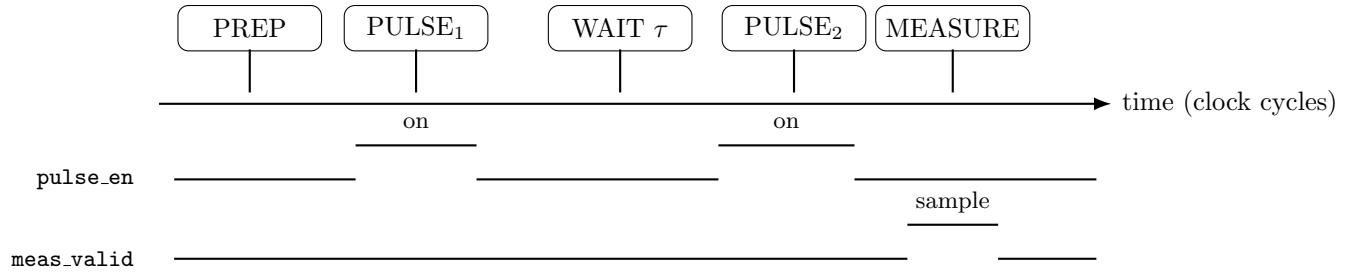 PREP PULSE₁ WAIT τ PULSE₂ MEASURE
time (clock cycles)
on on
pulse_en
sample
meas_valid